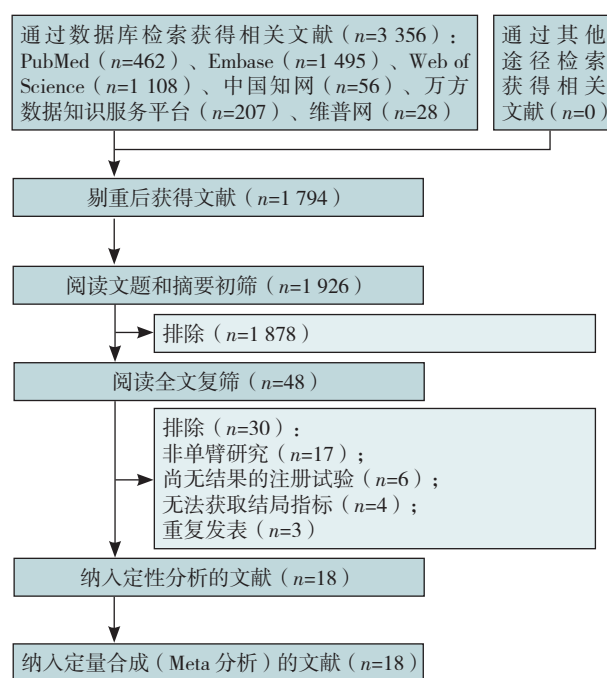 通过数据库检索获得相关文献（n=3 356）：
PubMed（n=462）、Embase（n=1 495）、Web of
Science（n=1 108）、中国知网（n=56）、万方
数据知识服务平台（n=207）、维普网（n=28）
通过其他
途径检索
获得相关
文献（n=0）
剔重后获得文献（n=1 794）
阅读文题和摘要初筛（n=1 926）
排除（n=1 878）
阅读全文复筛（n=48）
排除（n=30）：
非单臂研究（n=17）；
尚无结果的注册试验（n=6）；
无法获取结局指标（n=4）；
重复发表（n=3）
纳入定性分析的文献（n=18）
纳入定量合成（Meta 分析）的文献（n=18）